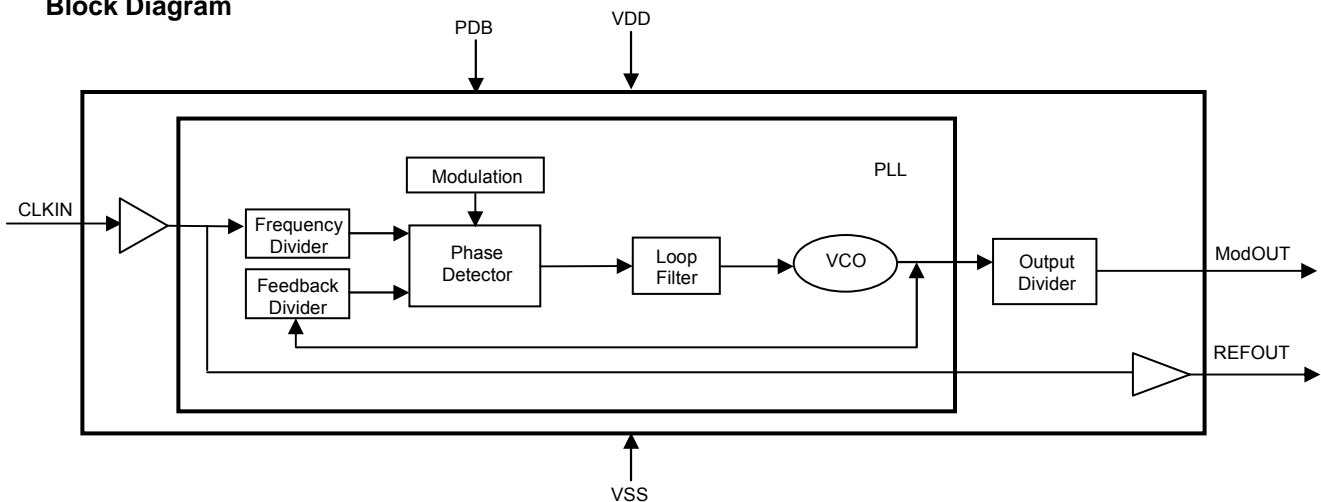 Block Diagram
PDB
VDD
PLL
Modulation
CLKIN
Frequency
Divider
Phase
Detector
Loop
Filter
VCO
Output
Divider
ModOUT
Feedback
Divider
REFOUT
VSS